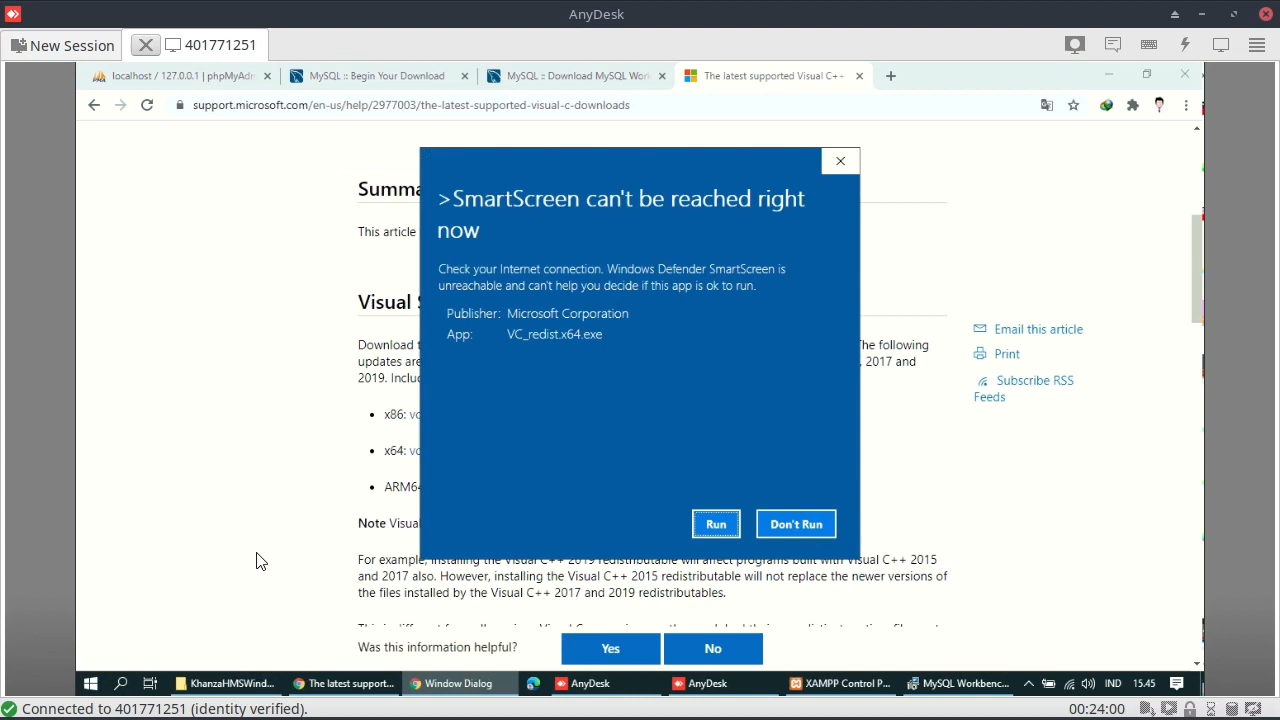 AnyDesk
New Session
401771251
localhost / 127.0.0.1 | phpMyAdm
MySQL :: Begin Your Download
MySQL :: Download MySQL Wor
The latest supported Visual C++
support.microsoft.com/en-us/help/2977003/the-latest-supported-visual-c-downloads
Summa
This article
Visual S
Download t
he following
updates are
, 2017 and
2019. Includ
x86: vc
x64: vc
ARM64
Note Visua
For example, installing the Visual C++ 2019 redistributable will affect programs built with Visual C++ 2015
and 2017 also. However, installing the Visual C++ 2015 redistributable will not replace the newer versions of
the files installed by the Visual C++ 2017 and 2019 redistributables.
>SmartScreen can't be reached right
now
Check your Internet connection. Windows Defender SmartScreen is
unreachable and can't help you decide if this app is ok to run.
Publisher: Microsoft Corporation
App: VC_redist.x64.exe
Run
Don't Run
Email this article
Print
Subscribe RSS
Feeds
Was this information helpful?
Yes
No
KhanzaHMSWind...
The latest support...
Window Dialog
AnyDesk
AnyDesk
XAMPP Control P...
MySQL Workbenc...
IND
15.45
Connected to 401771251 (identity verified).
00:24:00